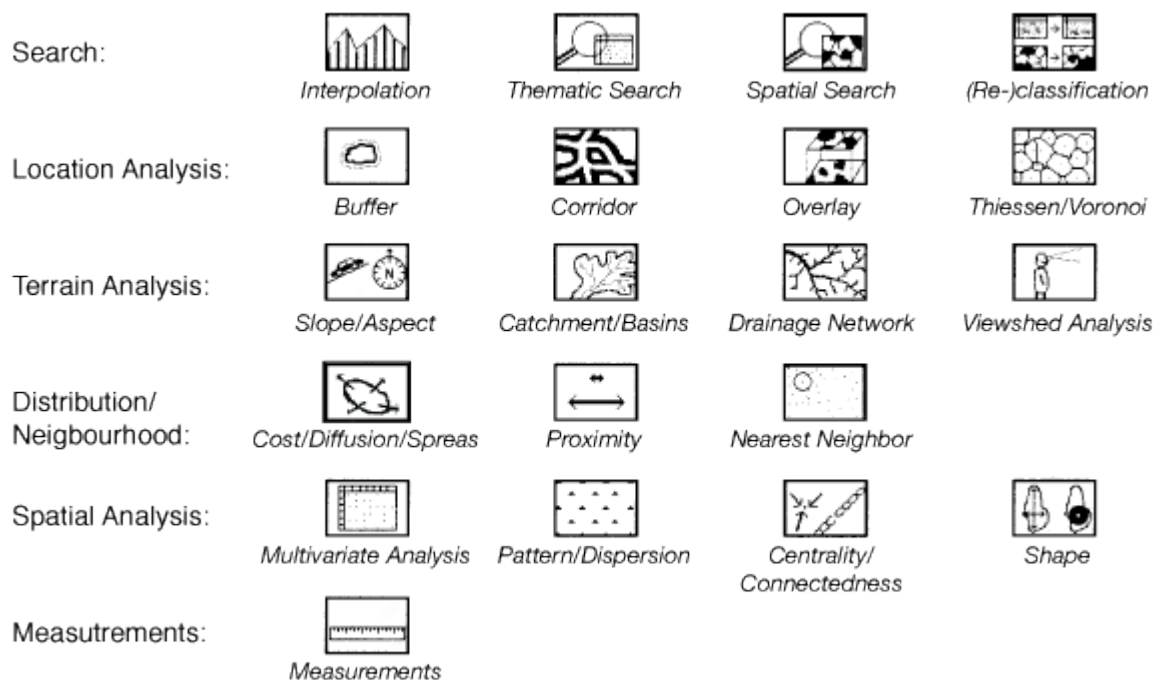 Search:
Interpolation
Thematic Search
Spatial Search
(Re-)classification
Location Analysis:
Buffer
Corridor
Overlay
Thiessen/Voronoi
Terrain Analysis:
N
Slope/Aspect
Catchment/Basins
Drainage Network
Viewshed Analysis
Distribution/
Neigbourhood:
Cost/Diffusion/Spreas
Proximity
Nearest Neighbor
Spatial Analysis:
Multivariate Analysis
Pattern/Dispersion
Centrality/
Connectedness
Shape
Measutrements:
Measurements